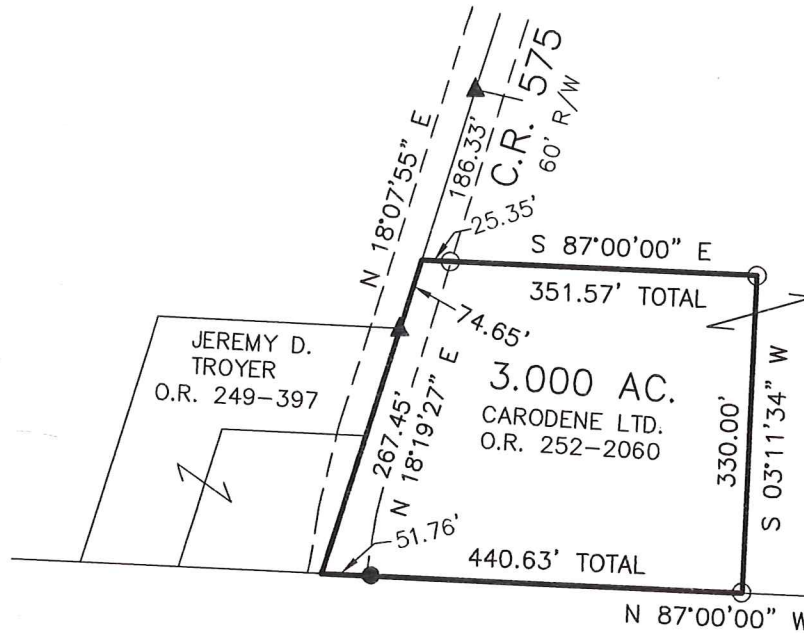 C.R. 575
60' R/W
N 18°07'55" E
186.33'
25.35'
S 87°00'00" E
351.57' TOTAL
74.65'
JEREMY D.
TROYER
O.R. 249-397
3.000 AC.
CARODENE LTD.
O.R. 252-2060
267.45'
N 18°19'27" E
330.00'
S 03°11'34" W
51.76'
440.63' TOTAL
N 87°00'00" W